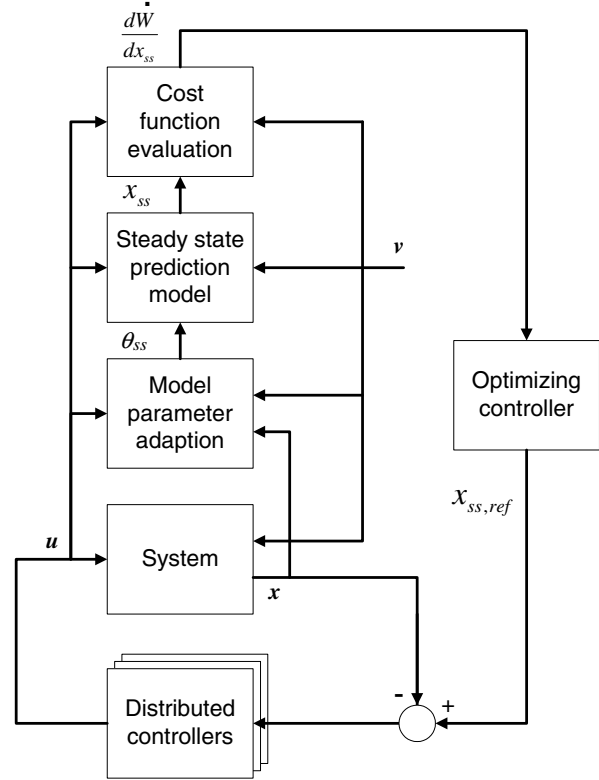 dẆ
dx_ss
Cost
function
evaluation
x_ss
Steady state
prediction
model
v
θ_ss
Model
parameter
adaption
Optimizing
controller
x_ss,ref
u
System
x
-
+
Distributed
controllers